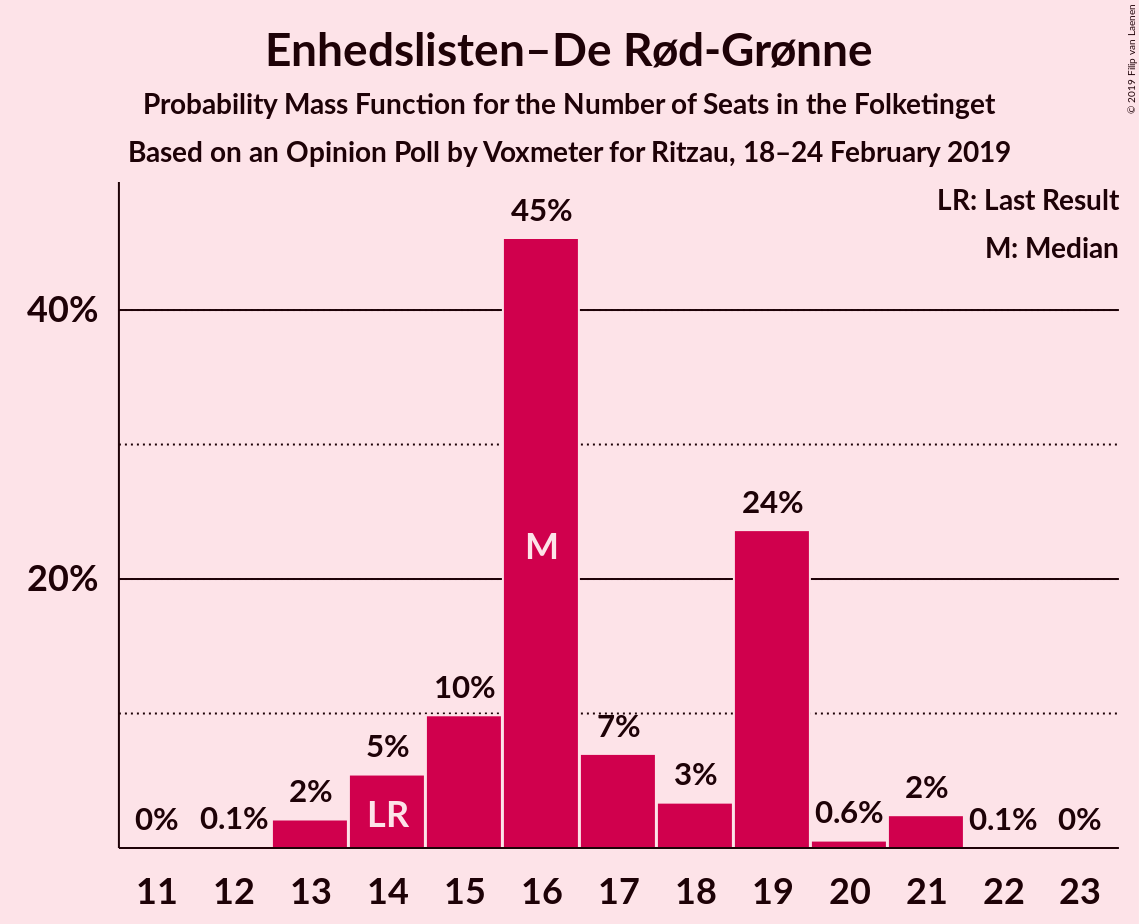 Enhedslisten–De Rød-Grønne
Probability Mass Function for the Number of Seats in the Folketinget
Based on an Opinion Poll by Voxmeter for Ritzau, 18–24 February 2019
© 2019 Filip van Laenen
LR: Last Result
M: Median
40%
20%
0%
0.1%
2%
5%
10%
45%
7%
3%
24%
0.6%
2%
0.1%
0%
LR
M
11 12 13 14 15 16 17 18 19 20 21 22 23